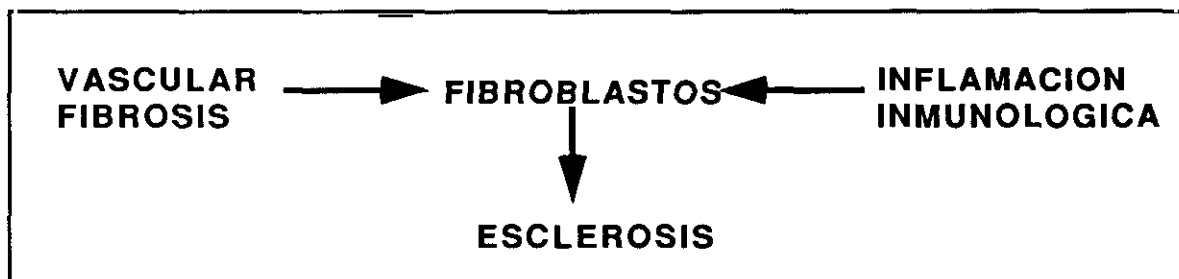 VASCULAR
FIBROSIS
FIBROBLASTOS
INFLAMACION
INMUNOLOGICA
ESCLEROSIS